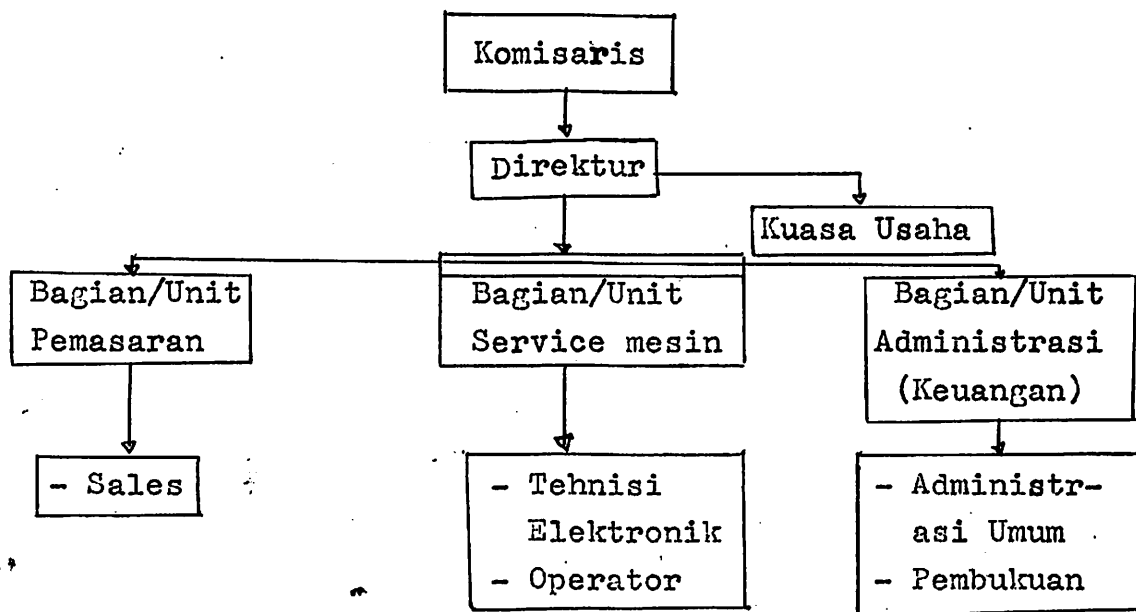 Komisaris
Direktur
Kuasa Usaha
Bagian/Unit
Pemasaran
Bagian/Unit
Service mesin
Bagian/Unit
Administrasi
(Keuangan)
- Sales
- Tehnisi
Elektronik
- Operator
- Administr-
asi Umum
- Pembukuan